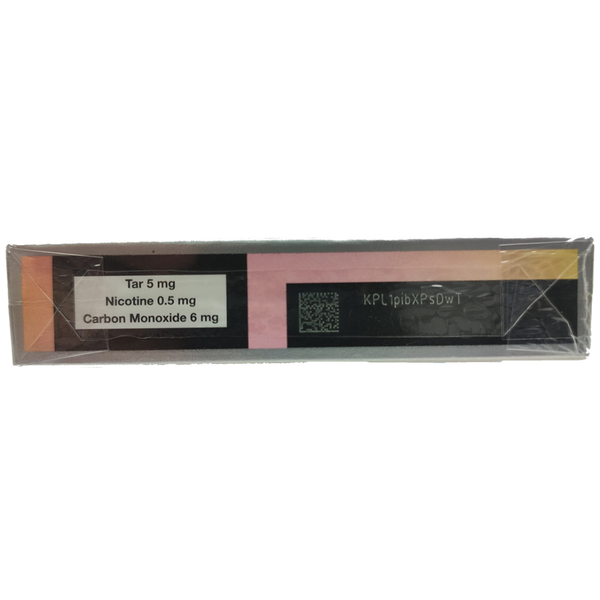 Tar 5 mg
Nicotine 0.5 mg
Carbon Monoxide 6 mg
KPL1pibXPsDw1